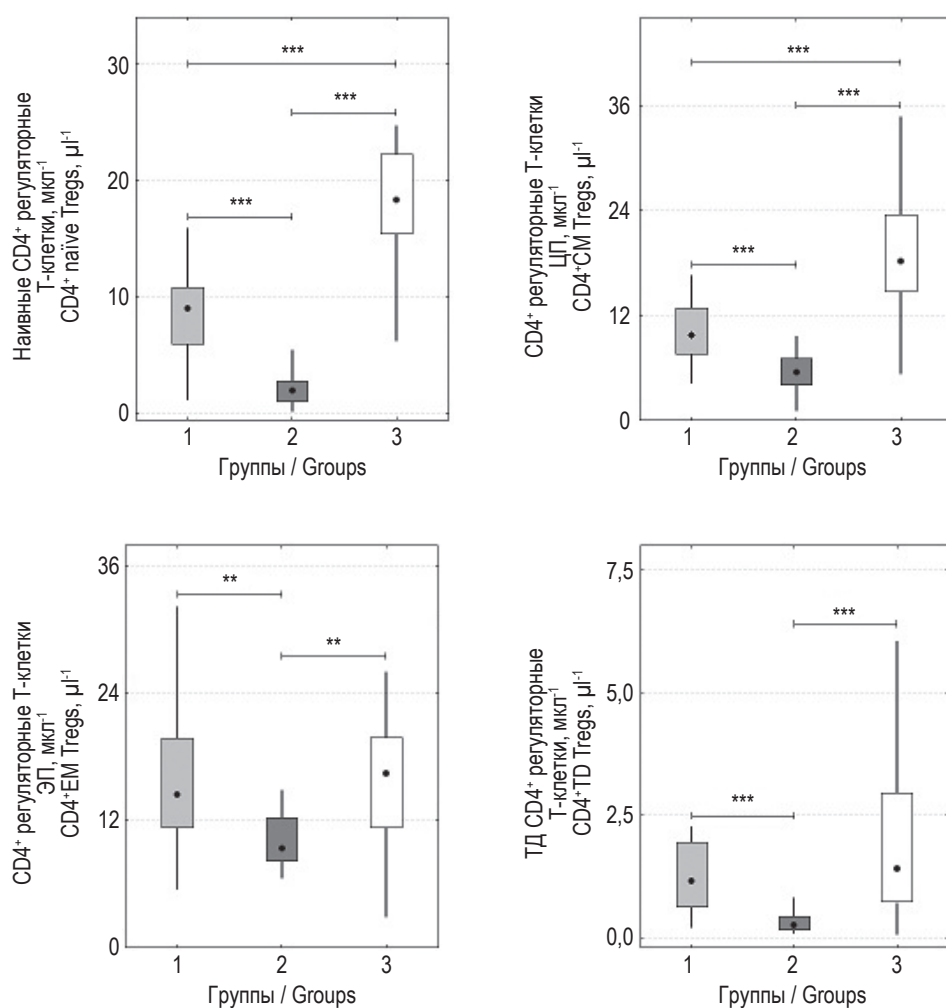 Наивные CD4⁺ регуляторные
Т-клетки, мкл⁻¹
CD4⁺ naïve Tregs, µl⁻¹
30
20
10
0
***
***
***
1 2 3
Группы / Groups
CD4⁺ регуляторные Т-клетки
ЦП, мкл⁻¹
CD4⁺CM Tregs, µl⁻¹
36
24
12
0
***
***
***
1 2 3
Группы / Groups
CD4⁺ регуляторные Т-клетки
ЭП, мкл⁻¹
CD4⁺EM Tregs, µl⁻¹
36
24
12
0
**
**
1 2 3
Группы / Groups
ТД CD4⁺ регуляторные
Т-клетки, мкл⁻¹
CD4⁺TD Tregs, µl⁻¹
7,5
5,0
2,5
0,0
***
***
1 2 3
Группы / Groups